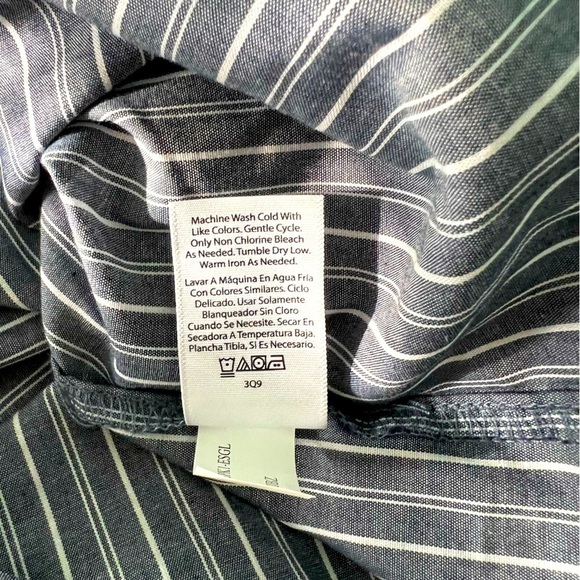 Machine Wash Cold With
Like Colors. Gentle Cycle.
Only Non Chlorine Bleach
As Needed. Tumble Dry Low.
Warm Iron As Needed.
Lavar A Máquina En Agua Fría
Con Colores Similares. Ciclo
Delicado. Usar Solamente
Blanqueador Sin Cloro
Cuando Se Necesite. Secar En
Secadora A Temperatura Baja.
Plancha Tibia, SI Es Necesario.
3Q9